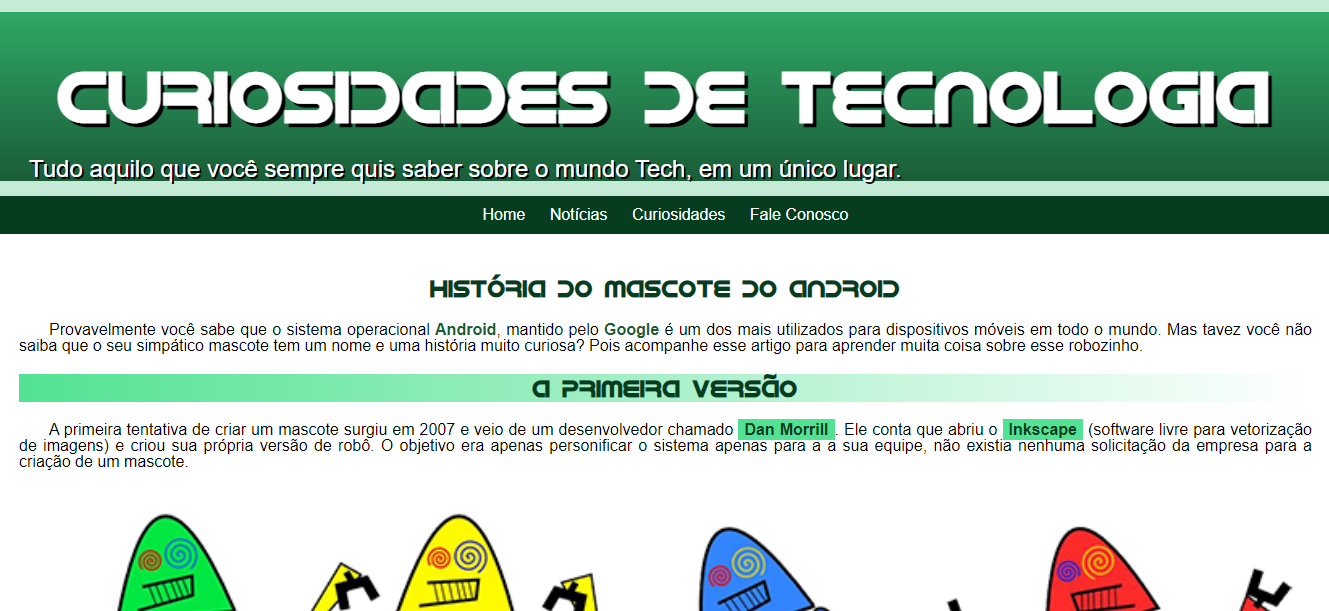 CURIOSIDADES DE TECNOLOGIA
Tudo aquilo que você sempre quis saber sobre o mundo Tech, em um único lugar.
Home Notícias Curiosidades Fale Conosco
HISTÓRIA DO MASCOTE DO ANDROID
Provavelmente você sabe que o sistema operacional Android, mantido pelo Google é um dos mais utilizados para dispositivos móveis em todo o mundo. Mas tavez você não
saiba que o seu simpático mascote tem um nome e uma história muito curiosa? Pois acompanhe esse artigo para aprender muita coisa sobre esse robozinho.
A PRIMEIRA VERSÃO
A primeira tentativa de criar um mascote surgiu em 2007 e veio de um desenvolvedor chamado Dan Morrill. Ele conta que abriu o Inkscape (software livre para vetorização
de imagens) e criou sua própria versão de robô. O objetivo era apenas personificar o sistema apenas para a a sua equipe, não existia nenhuma solicitação da empresa para a
criação de um mascote.